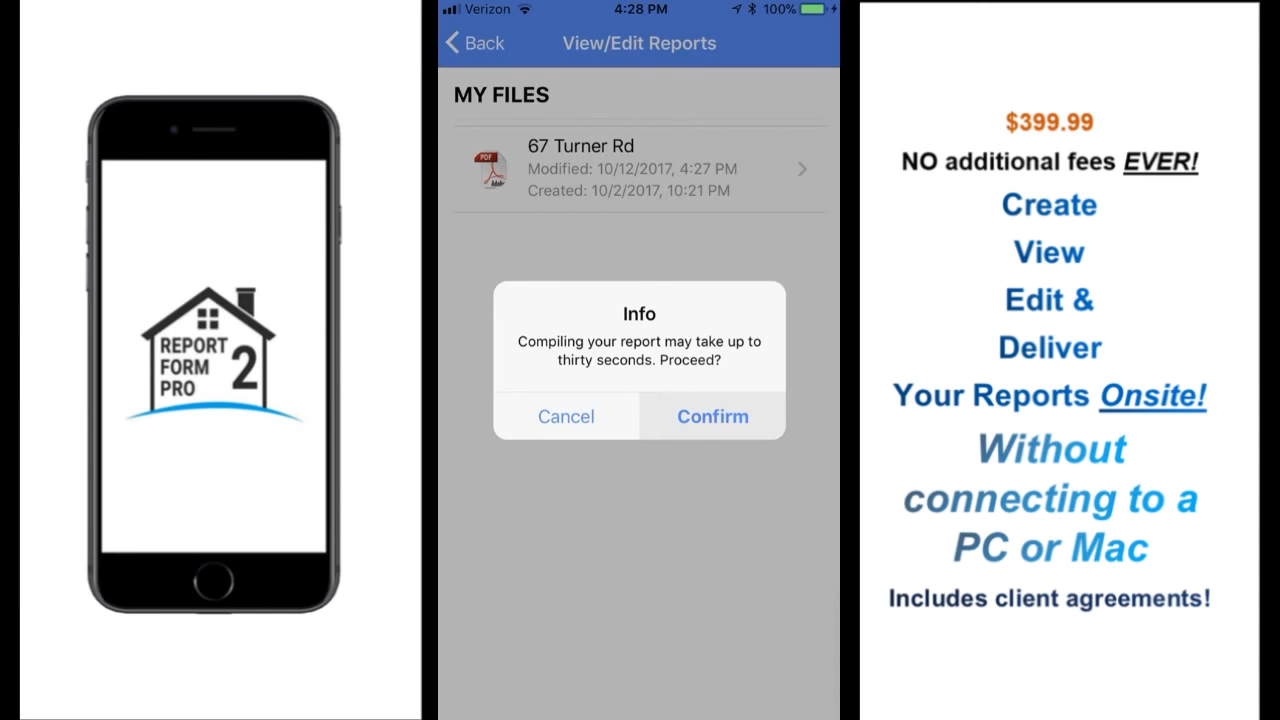 REPORT
FORM
PRO
2
Verizon
4:28 PM
100%
Back
View/Edit Reports
MY FILES
PDF
Adobe
67 Turner Rd
Modified: 10/12/2017, 4:27 PM
Created: 10/2/2017, 10:21 PM
Info
Compiling your report may take up to
thirty seconds. Proceed?
Cancel
Confirm
$399.99
NO additional fees EVER!
Create
View
Edit &
Deliver
Your Reports Onsite!
Without
connecting to a
PC or Mac
Includes client agreements!